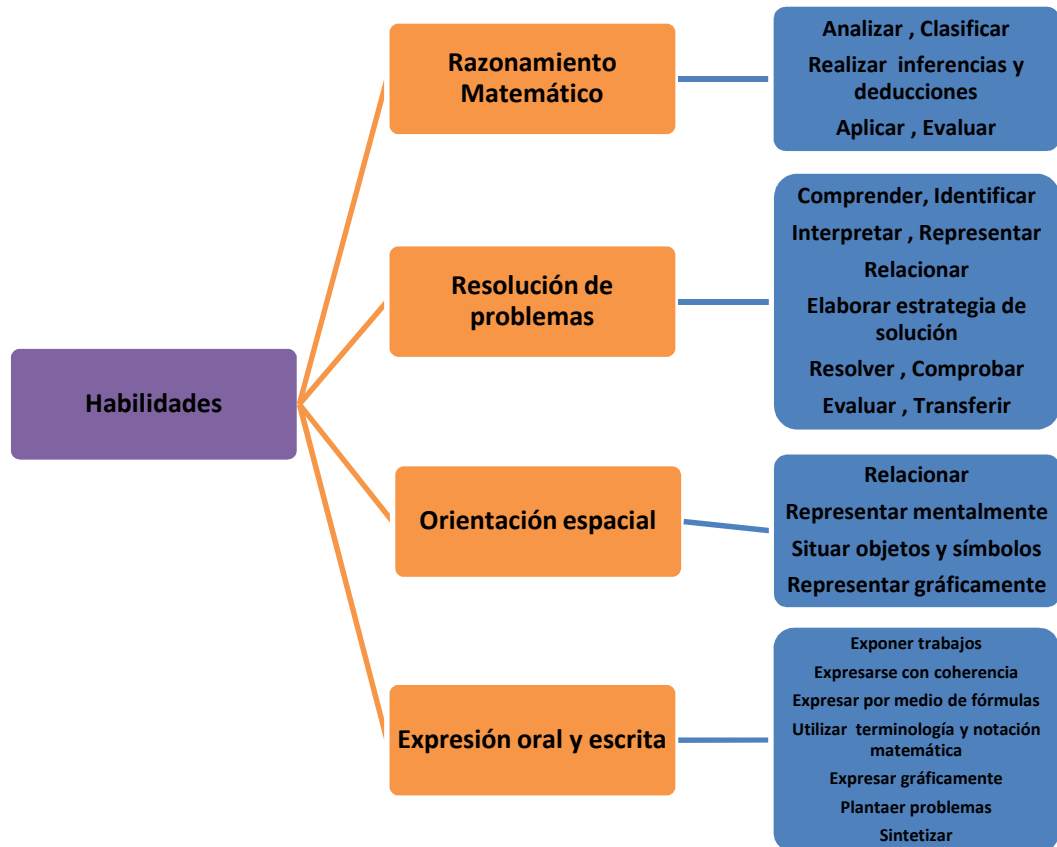 Habilidades
Razonamiento
Matemático
Analizar , Clasificar
Realizar inferencias y
deducciones
Aplicar , Evaluar
Resolución de
problemas
Comprender, Identificar
Interpretar , Representar
Relacionar
Elaborar estrategia de
solución
Resolver , Comprobar
Evaluar , Transferir
Orientación espacial
Relacionar
Representar mentalmente
Situar objetos y símbolos
Representar gráficamente
Expresión oral y escrita
Exponer trabajos
Expresarse con coherencia
Expresar por medio de fórmulas
Utilizar terminología y notación
matemática
Expresar gráficamente
Plantaer problemas
Sintetizar